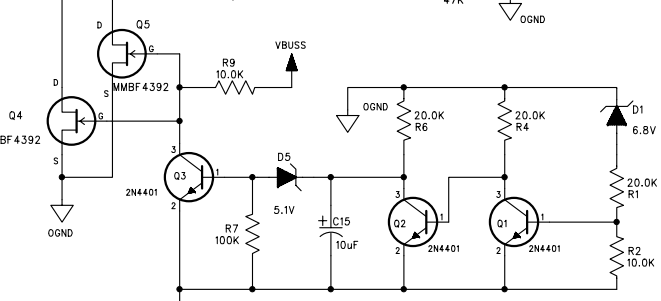 47K
OGND
D
Q5
G
VBUSS
R9
10.0K
S
MMBF4392
D
Q4
G
BF4392
S
OGND
OGND
20.0K
R6
20.0K
R4
D1
6.8V
3
Q3
1
2N4401
2
D5
5.1V
R7
100K
+
C15
10uF
3
Q2
1
2N4401
2
3
Q1
1
2N4401
2
20.0K
R1
R2
10.0K